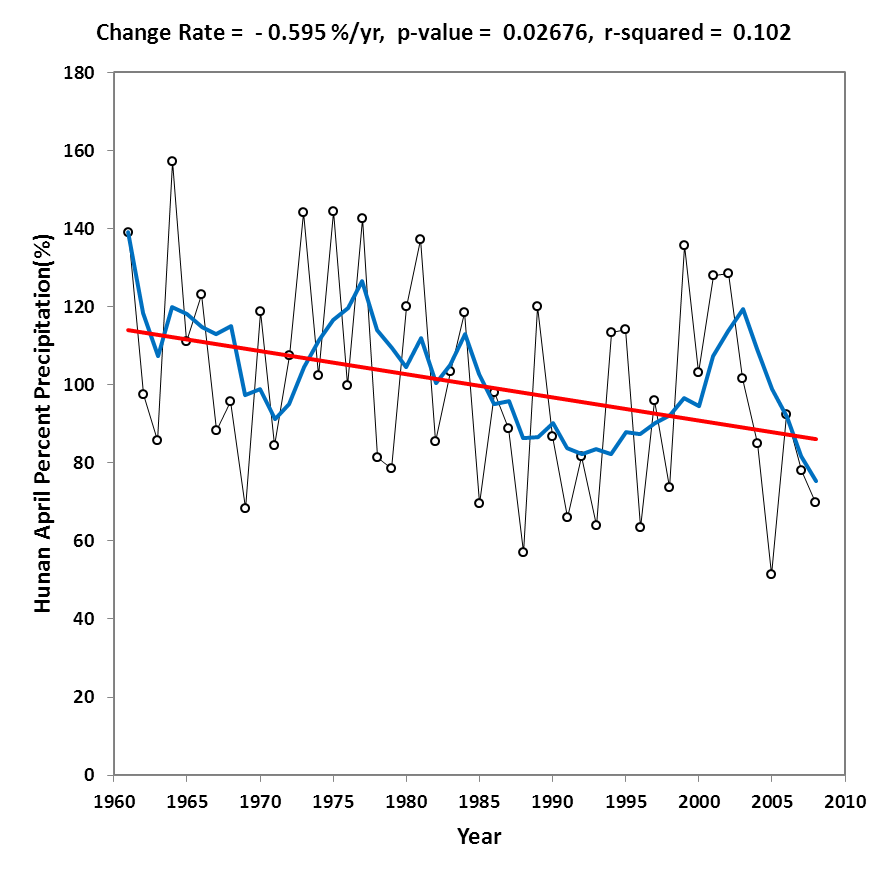 Change Rate = - 0.595 %/yr, p-value = 0.02676, r-squared = 0.102
Hunan April Percent Precipitation(%)
180
160
140
120
100
80
60
40
20
0
1960 1965 1970 1975 1980 1985 1990 1995 2000 2005 2010
Year